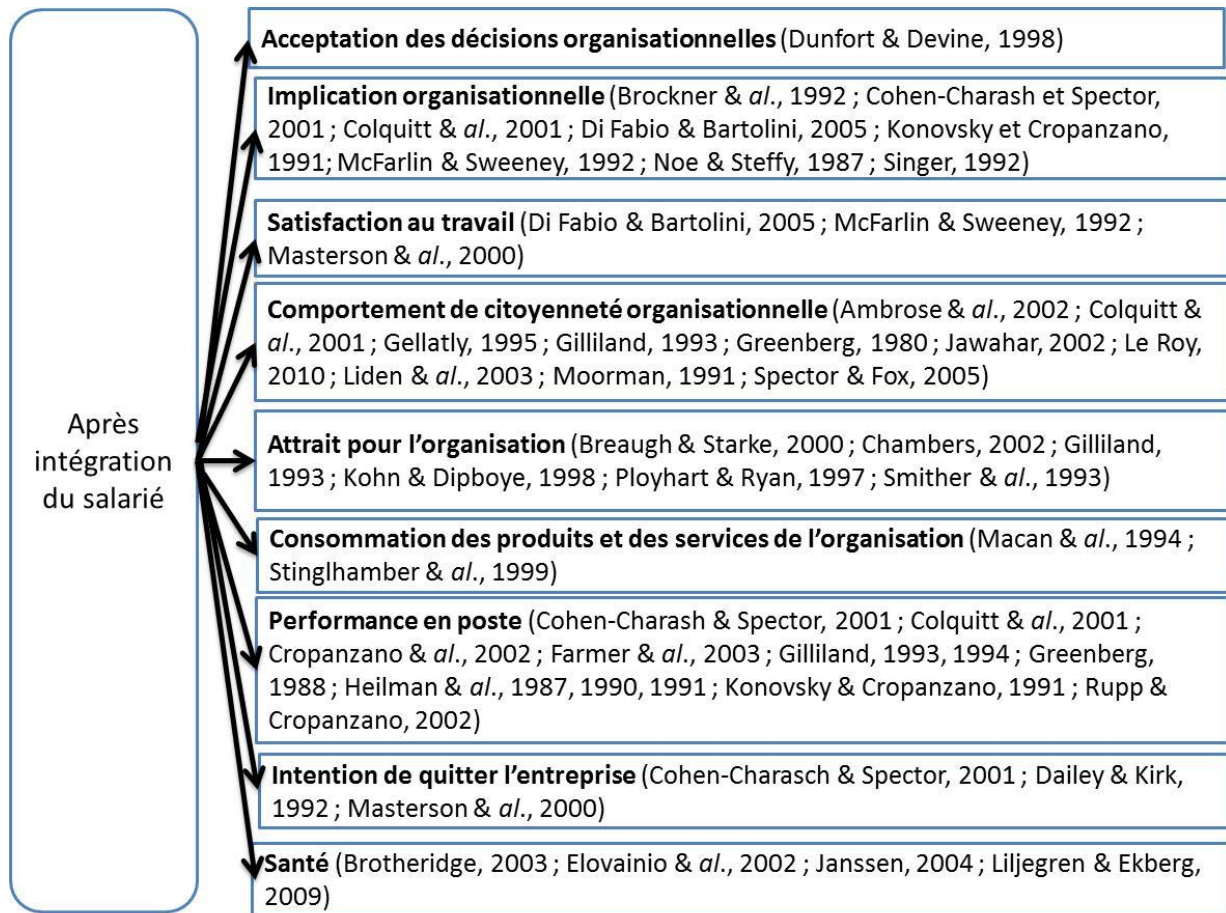 Après
intégration
du salarié
Acceptation des décisions organisationnelles (Dunfort & Devine, 1998)
Implication organisationnelle (Brockner & al., 1992 ; Cohen-Charash et Spector,
2001 ; Colquitt & al., 2001 ; Di Fabio & Bartolini, 2005 ; Konovsky et Cropanzano,
1991; McFarlin & Sweeney, 1992 ; Noe & Steffy, 1987 ; Singer, 1992)
Satisfaction au travail (Di Fabio & Bartolini, 2005 ; McFarlin & Sweeney, 1992 ;
Masterson & al., 2000)
Comportement de citoyenneté organisationnelle (Ambrose & al., 2002 ; Colquitt &
al., 2001 ; Gellatly, 1995 ; Gilliland, 1993 ; Greenberg, 1980 ; Jawahar, 2002 ; Le Roy,
2010 ; Liden & al., 2003 ; Moorman, 1991 ; Spector & Fox, 2005)
Attrait pour l’organisation (Breaugh & Starke, 2000 ; Chambers, 2002 ; Gilliland,
1993 ; Kohn & Dipboye, 1998 ; Ployhart & Ryan, 1997 ; Smither & al., 1993)
Consommation des produits et des services de l’organisation (Macan & al., 1994 ;
Stinglhamber & al., 1999)
Performance en poste (Cohen-Charash & Spector, 2001 ; Colquitt & al., 2001 ;
Cropanzano & al., 2002 ; Farmer & al., 2003 ; Gilliland, 1993, 1994 ; Greenberg,
1988 ; Heilman & al., 1987, 1990, 1991 ; Konovsky & Cropanzano, 1991 ; Rupp &
Cropanzano, 2002)
Intention de quitter l’entreprise (Cohen-Charasch & Spector, 2001 ; Dailey & Kirk,
1992 ; Masterson & al., 2000)
Santé (Brotheridge, 2003 ; Elovainio & al., 2002 ; Janssen, 2004 ; Liljegren & Ekberg,
2009)